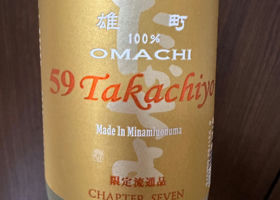 雄町
100%
OMACHI
59 Takachiyo
Made In Minamiuonuma
限定流通品
CHAPTER SEVEN